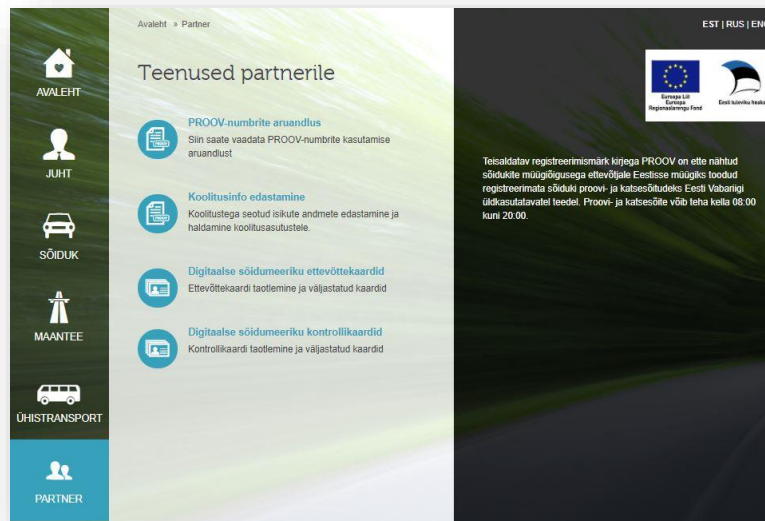 Avaleht » Partner
EST | RUS | ENG
AVALEHT
JUHT
SÕIDUK
MAANTEE
ÜHISTRANSPORT
PARTNER
Teenused partnerile
PROOV-numbrite aruandlus
Siin saate vaadata PROOV-numbrite kasutamise
aruandlust
Koolitusinfo edastamine
Koolitustega seotud isikute andmete edastamine ja
haldamine koolitusasutustele.
Digitaalse sõidumeeriku ettevõttekaardid
Ettevõttekaardi taotlemine ja väljastatud kaardid
Digitaalse sõidumeeriku kontrollikaardid
Kontrollikaardi taotlemine ja väljastatud kaardid
Euroopa Liit
Euroopa
Regionaalarengu Fond
Eesti tuleviku heaks
Teisaldatav registreerimismärk kirjega PROOV on ette nähtud
sõidukite müügiõigusega ettevõtjale Eestisse müügiks toodud
registreerimata sõiduki proovi- ja katsesõitudeks Eesti Vabariigi
üldkasutatavatel teedel. Proovi- ja katsesõite võib teha kella 08:00
kuni 20:00.